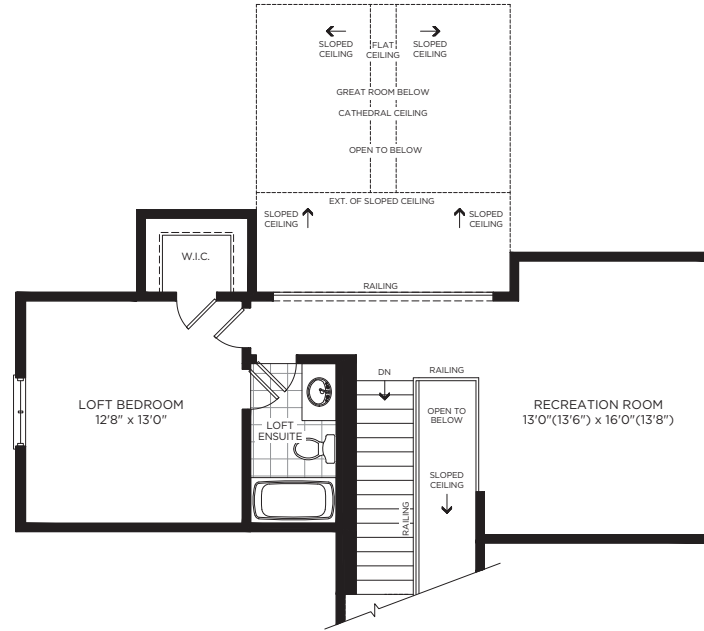 SLOPED
CEILING
FLAT
CEILING
SLOPED
CEILING
GREAT ROOM BELOW
CATHEDRAL CEILING
OPEN TO BELOW
EXT. OF SLOPED CEILING
SLOPED
CEILING
SLOPED
CEILING
W.I.C.
RAILING
DN
RAILING
LOFT BEDROOM
12'8" x 13'0"
LOFT
ENSUITE
OPEN TO
BELOW
RECREATION ROOM
13'0"(13'6") x 16'0"(13'8")
SLOPED
CEILING
RAILING